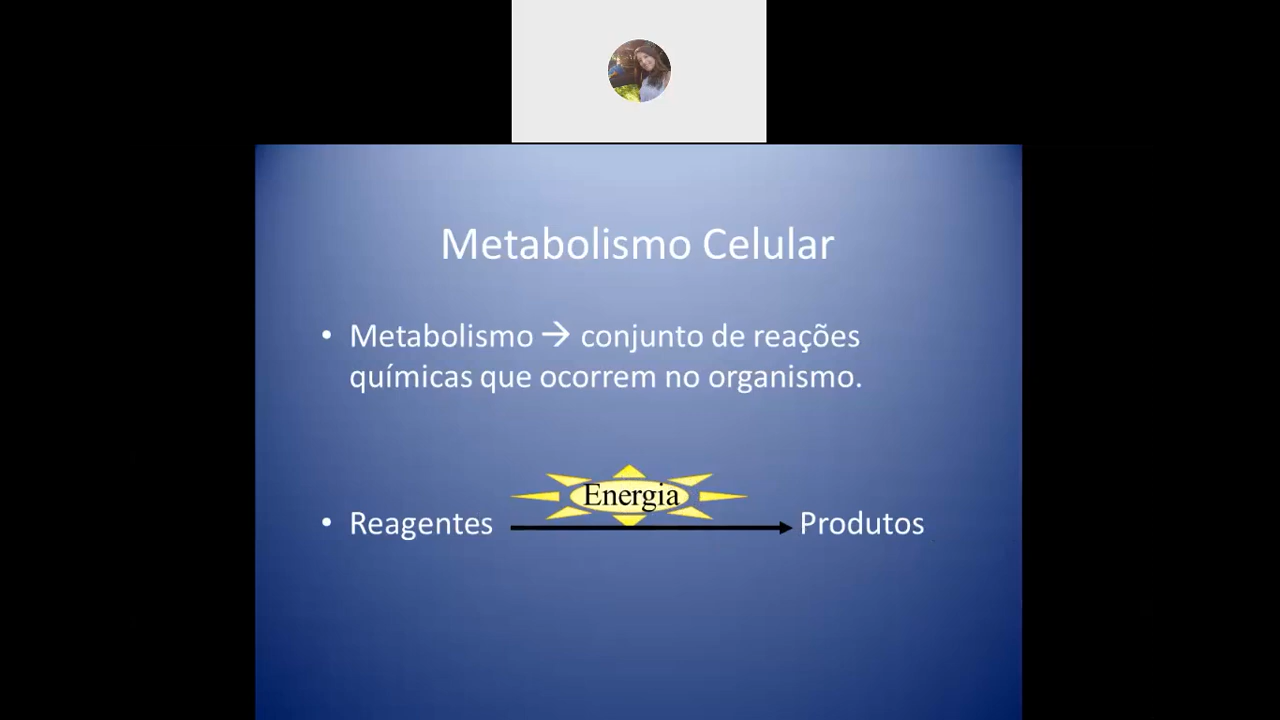 Metabolismo Celular
• Metabolismo → conjunto de reações
químicas que ocorrem no organismo.
Energia
• Reagentes → Produtos